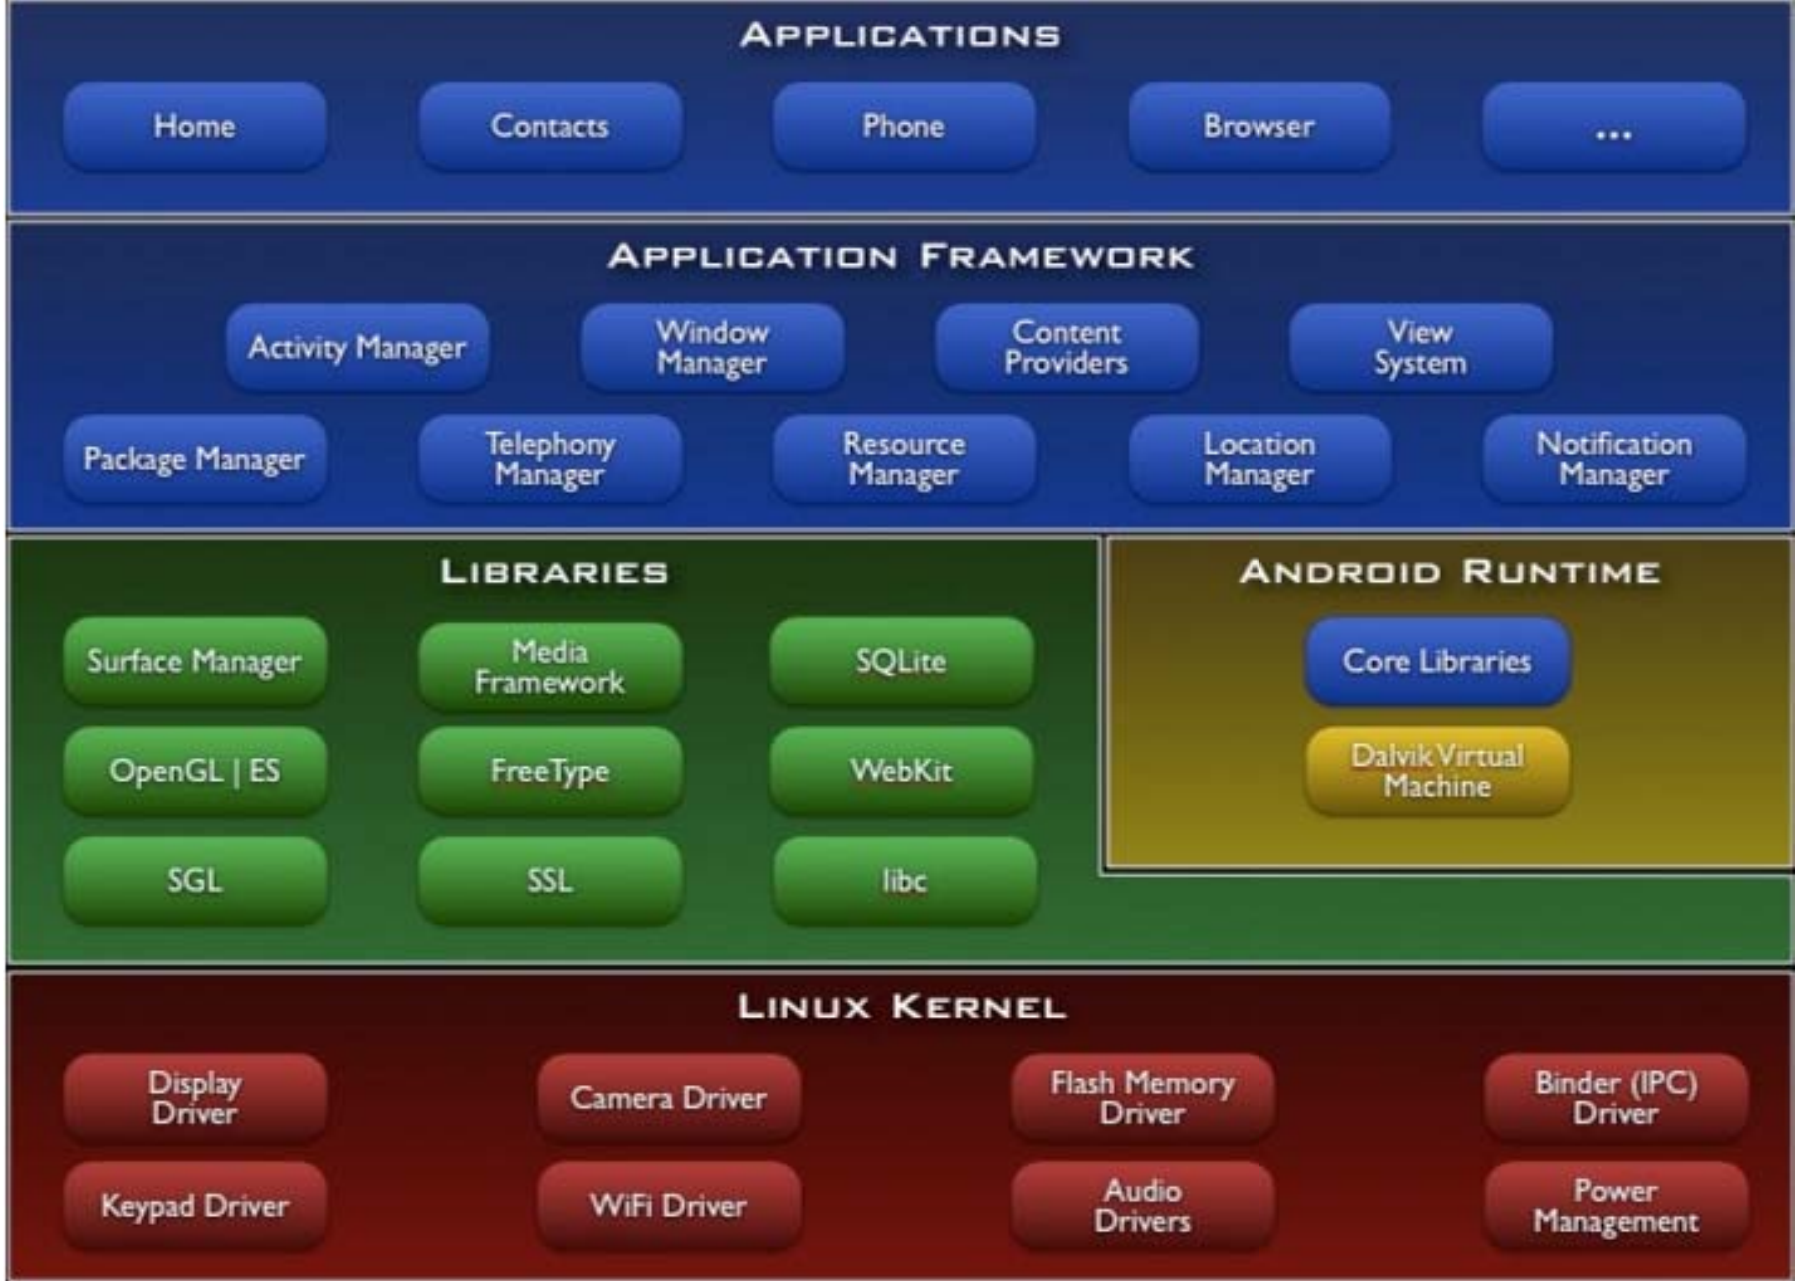 APPLICATIONS
Home
Contacts
Phone
Browser
...
APPLICATION FRAMEWORK
Activity Manager
Window
Manager
Content
Providers
View
System
Package Manager
Telephony
Manager
Resource
Manager
Location
Manager
Notification
Manager
LIBRARIES
Surface Manager
Media
Framework
SQLite
OpenGL | ES
FreeType
WebKit
SGL
SSL
libc
ANDROID RUNTIME
Core Libraries
Dalvik Virtual
Machine
LINUX KERNEL
Display
Driver
Camera Driver
Flash Memory
Driver
Binder (IPC)
Driver
Keypad Driver
WiFi Driver
Audio
Drivers
Power
Management